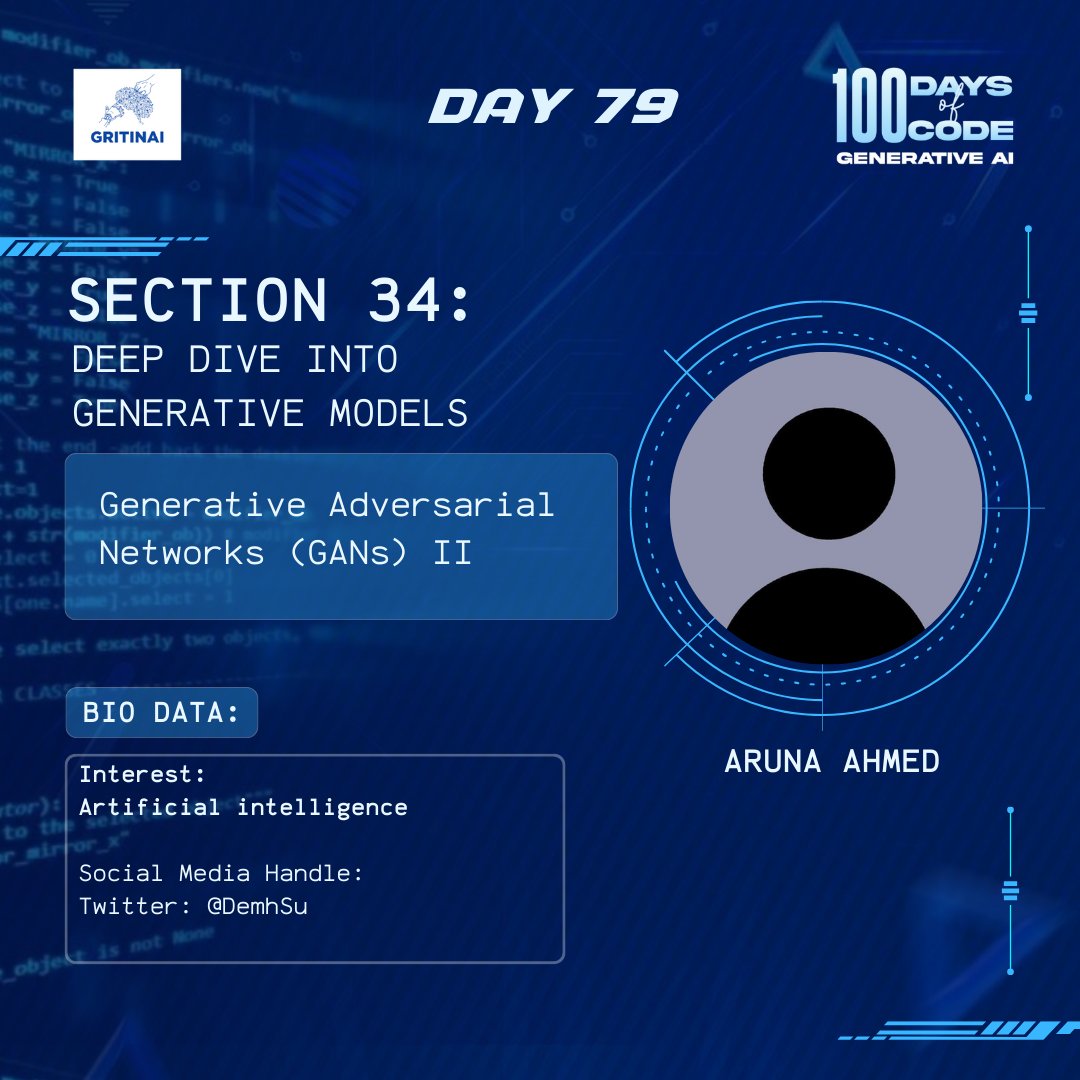 GRITINAI
DAY 79
100 DAYS
of
CODE
GENERATIVE AI
SECTION 34:
DEEP DIVE INTO
GENERATIVE MODELS
Generative Adversarial
Networks (GANs) II
BIO DATA:
Interest:
Artificial intelligence
Social Media Handle:
Twitter: @DemhSu
ARUNA AHMED